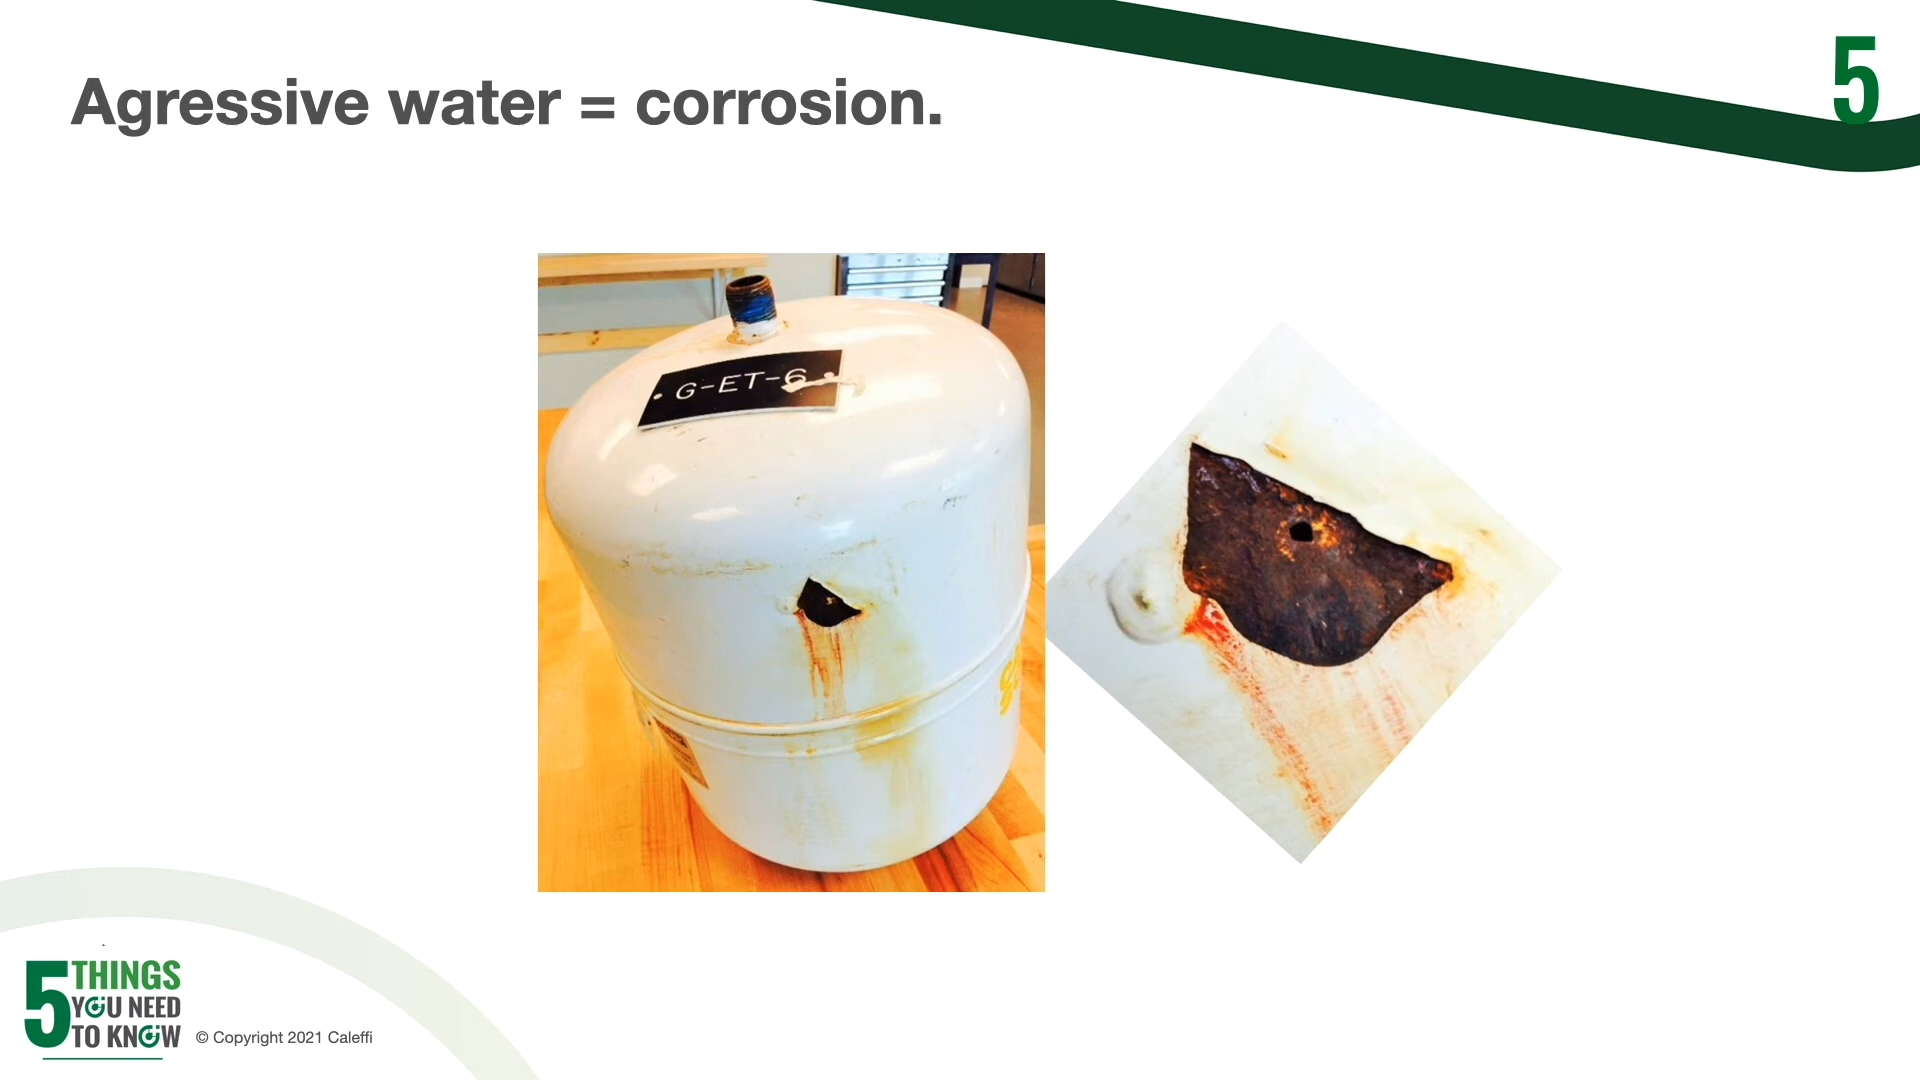 Agressive water = corrosion.
5
G-ET-6
5 THINGS
YOU NEED
TO KNOW
© Copyright 2021 Caleffi